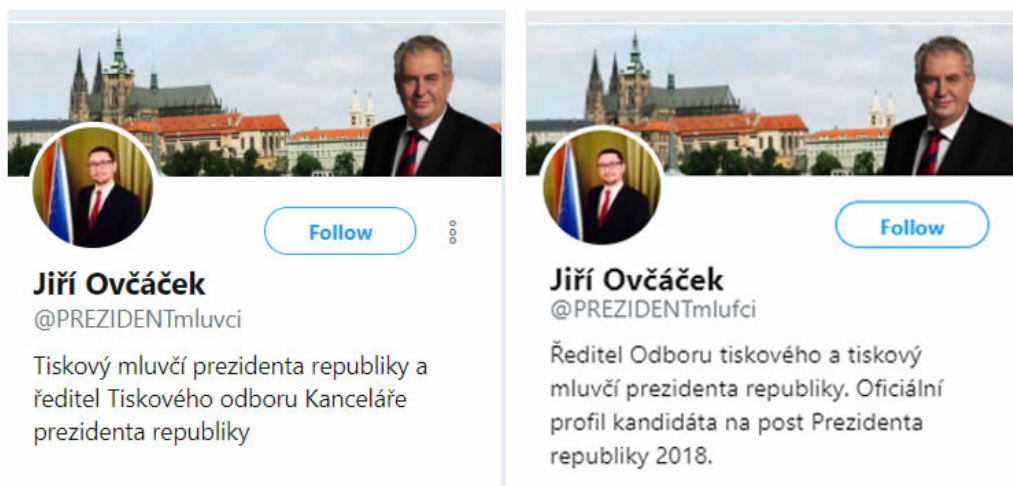 Follow
Jiří Ovčáček
@PREZIDENTmluvci
Tiskový mluvčí prezidenta republiky a
ředitel Tiskového odboru Kanceláře
prezidenta republiky
Follow
Jiří Ovčáček
@PREZIDENTmlufci
Ředitel Odboru tiskového a tiskový
mluvčí prezidenta republiky. Oficiální
profil kandidáta na post Prezidenta
republiky 2018.